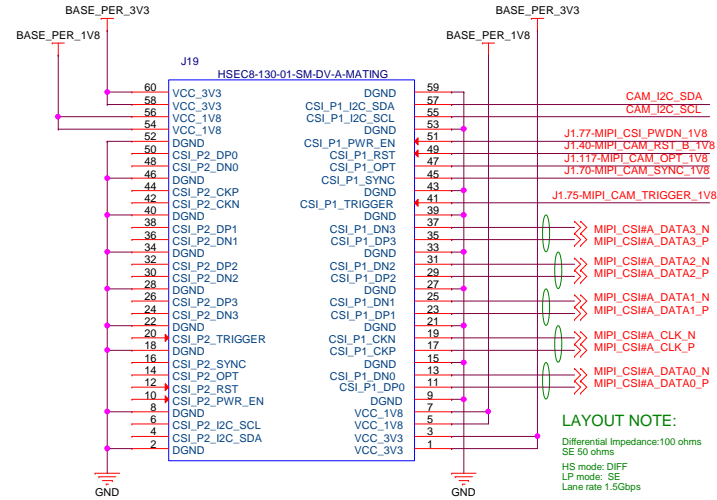 BASE_PER_3V3
BASE_PER_1V8
BASE_PER_3V3
BASE_PER_1V8
J19
HSEC8-130-01-SM-DV-A-MATING
60 VCC_3V3 DGND 59
58 VCC_3V3 CSI_P1_I2C_SDA 57 CAM_I2C_SDA
56 VCC_1V8 CSI_P1_I2C_SCL 55 CAM_I2C_SCL
54 VCC_1V8 DGND 53
52 DGND CSI_P1_PWR_EN 51 J1.77-MIPI_CSI_PWDN_1V8
50 CSI_P2_DP0 CSI_P1_RST 49 J1.40-MIPI_CAM_RST_B_1V8
48 CSI_P2_DN0 CSI_P1_OPT 47 J1.117-MIPI_CAM_OPT_1V8
46 DGND CSI_P1_SYNC 45 J1.70-MIPI_CAM_SYNC_1V8
44 CSI_P2_CKP DGND 43
42 CSI_P2_CKN CSI_P1_TRIGGER 41 J1.75-MIPI_CAM_TRIGGER_1V8
40 DGND DGND 39
38 CSI_P2_DP1 CSI_P1_DN3 37 MIPI_CSI#A_DATA3_N
36 CSI_P2_DN1 CSI_P1_DP3 35 MIPI_CSI#A_DATA3_P
34 DGND DGND 33
32 CSI_P2_DP2 CSI_P1_DN2 31 MIPI_CSI#A_DATA2_N
30 CSI_P2_DN2 CSI_P1_DP2 29 MIPI_CSI#A_DATA2_P
28 DGND DGND 27
26 CSI_P2_DP3 CSI_P1_DN1 25 MIPI_CSI#A_DATA1_N
24 CSI_P2_DN3 CSI_P1_DP1 23 MIPI_CSI#A_DATA1_P
22 DGND DGND 21
20 CSI_P2_TRIGGER CSI_P1_CKN 19 MIPI_CSI#A_CLK_N
18 DGND CSI_P1_CKP 17 MIPI_CSI#A_CLK_P
16 CSI_P2_SYNC DGND 15
14 CSI_P2_OPT CSI_P1_DN0 13 MIPI_CSI#A_DATA0_N
12 CSI_P2_RST CSI_P1_DP0 11 MIPI_CSI#A_DATA0_P
10 CSI_P2_PWR_EN DGND 9
8 DGND VCC_1V8 7
6 CSI_P2_I2C_SCL VCC_1V8 5
4 CSI_P2_I2C_SDA VCC_3V3 3
2 DGND VCC_3V3 1
GND
GND
LAYOUT NOTE:
Differential Impedance:100 ohms
SE 50 ohms
HS mode: DIFF
LP mode: SE
Lane rate 1.5Gbps